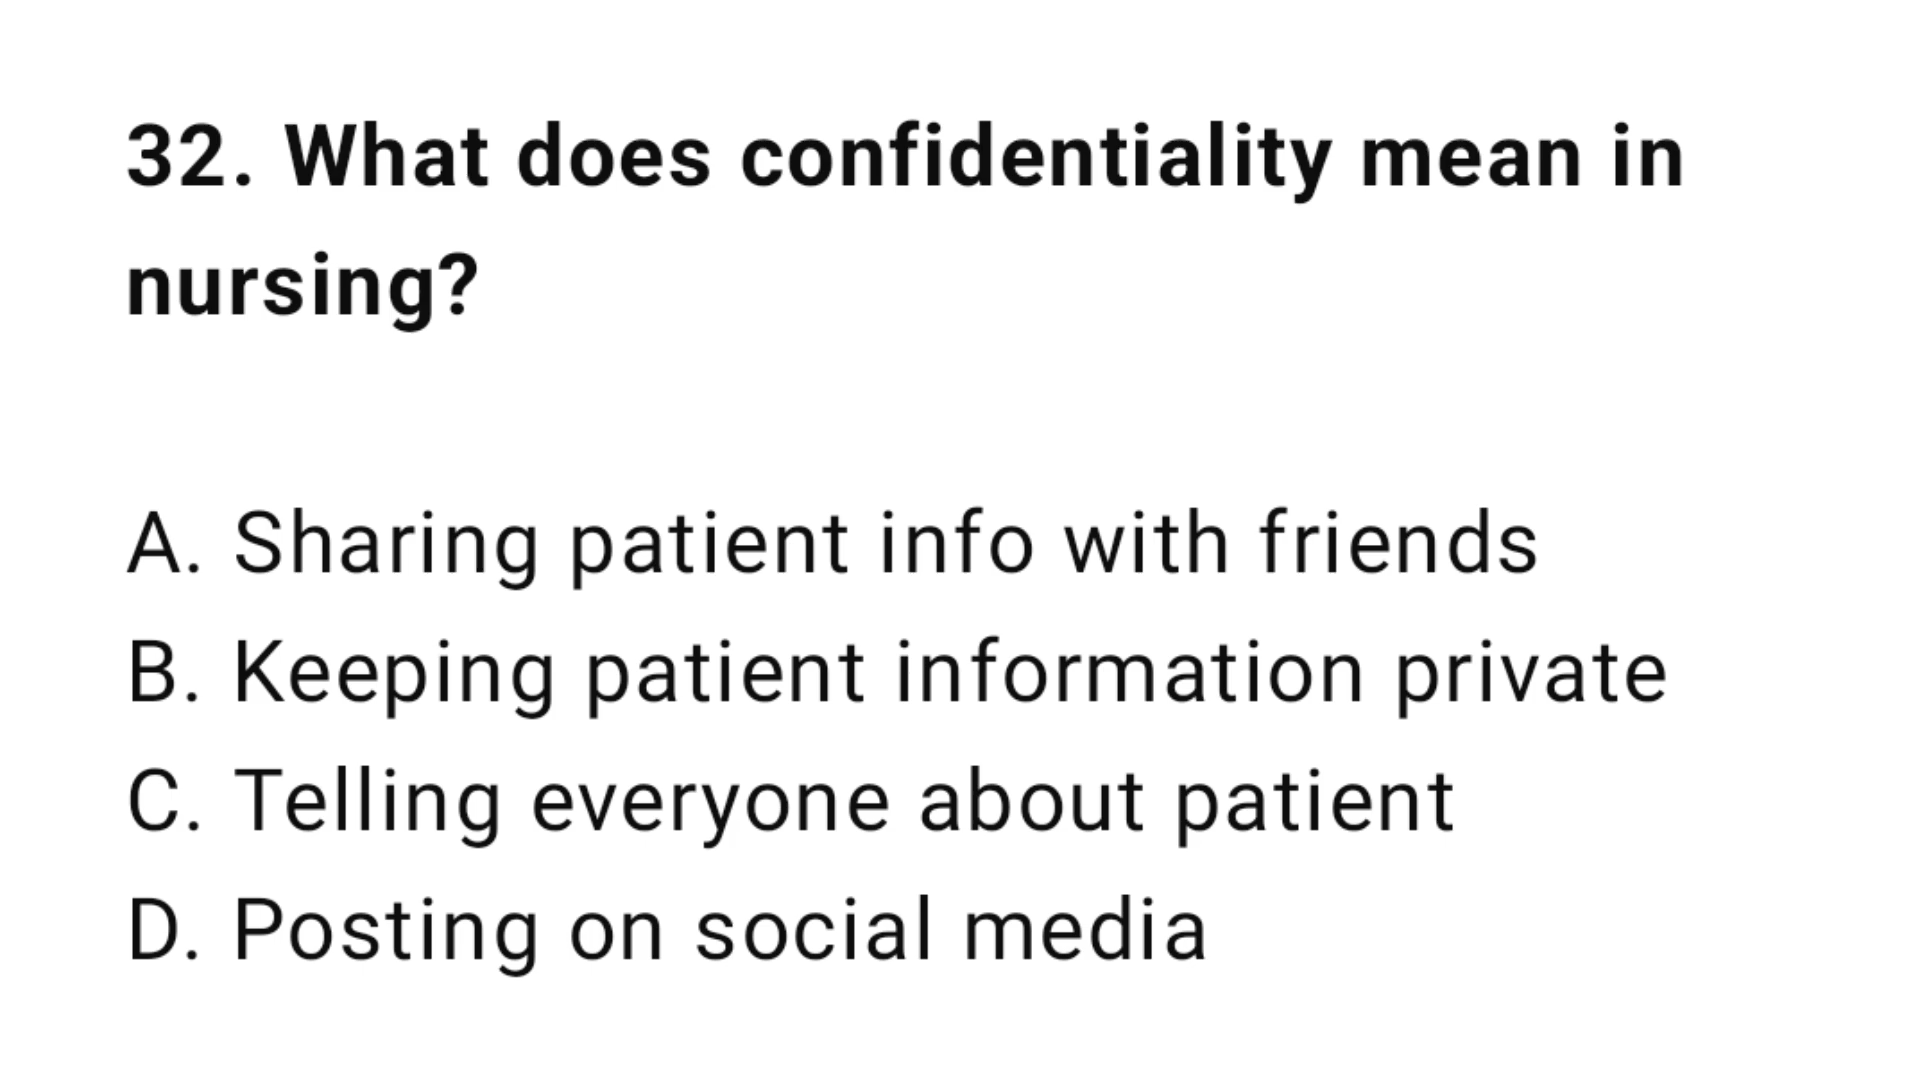 32. What does confidentiality mean in
nursing?
A. Sharing patient info with friends
B. Keeping patient information private
C. Telling everyone about patient
D. Posting on social media